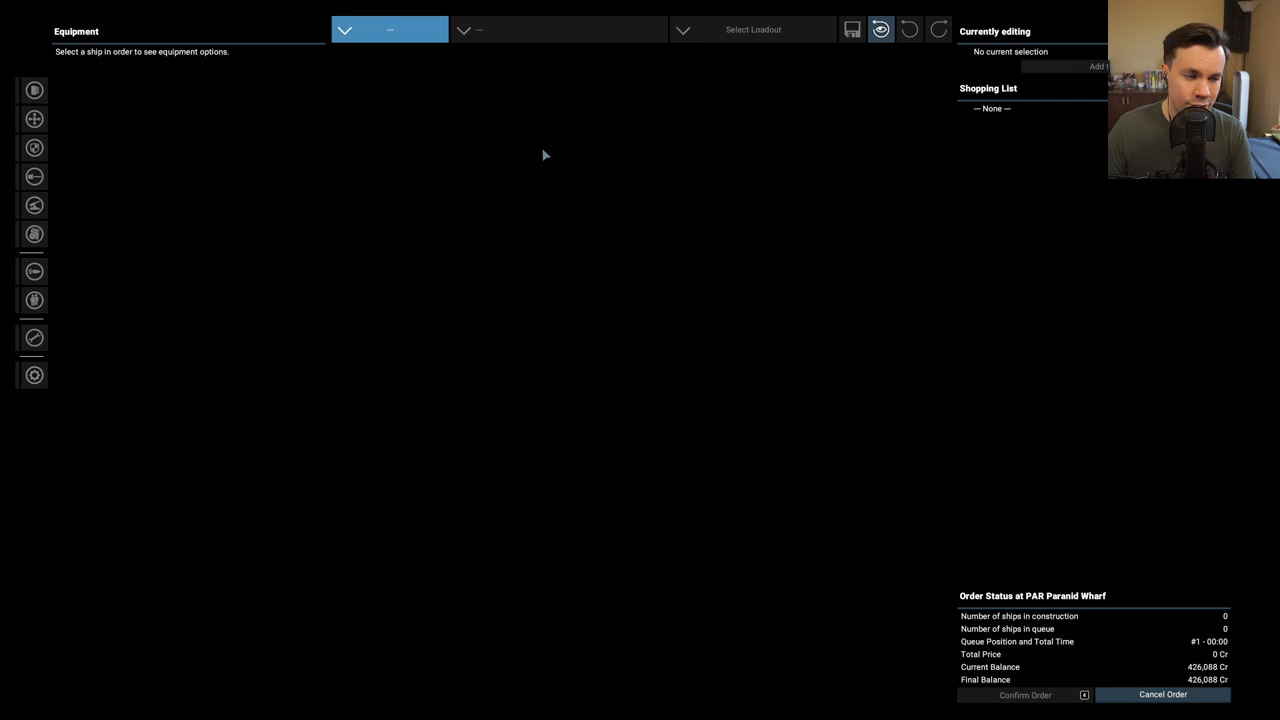 Equipment
Select a ship in order to see equipment options.
—
—
Select Loadout
Currently editing
No current selection
Add t
Shopping List
--- None ---
Order Status at PAR Paranid Wharf
Number of ships in construction 0
Number of ships in queue 0
Queue Position and Total Time #1 - 00:00
Total Price 0 Cr
Current Balance 426,088 Cr
Final Balance 426,088 Cr
Confirm Order 4
Cancel Order